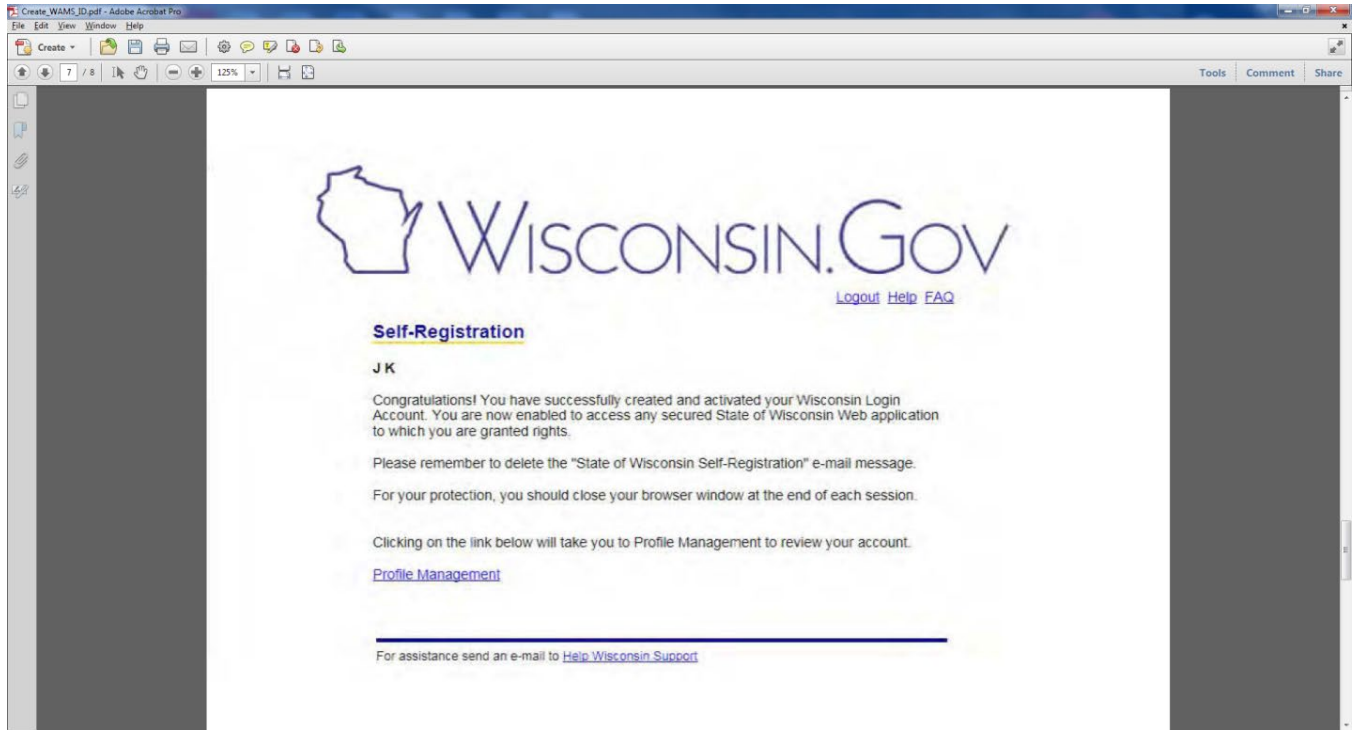 Create_WAMS_ID.pdf - Adobe Acrobat Pro
File Edit View Window Help
Create
7 / 8 125% Tools Comment Share
WISCONSIN.GOV
Logout Help FAQ
Self-Registration
J K
Congratulations! You have successfully created and activated your Wisconsin Login
Account. You are now enabled to access any secured State of Wisconsin Web application
to which you are granted rights.
Please remember to delete the "State of Wisconsin Self-Registration" e-mail message.
For your protection, you should close your browser window at the end of each session.
Clicking on the link below will take you to Profile Management to review your account.
Profile Management
For assistance send an e-mail to Help Wisconsin Support